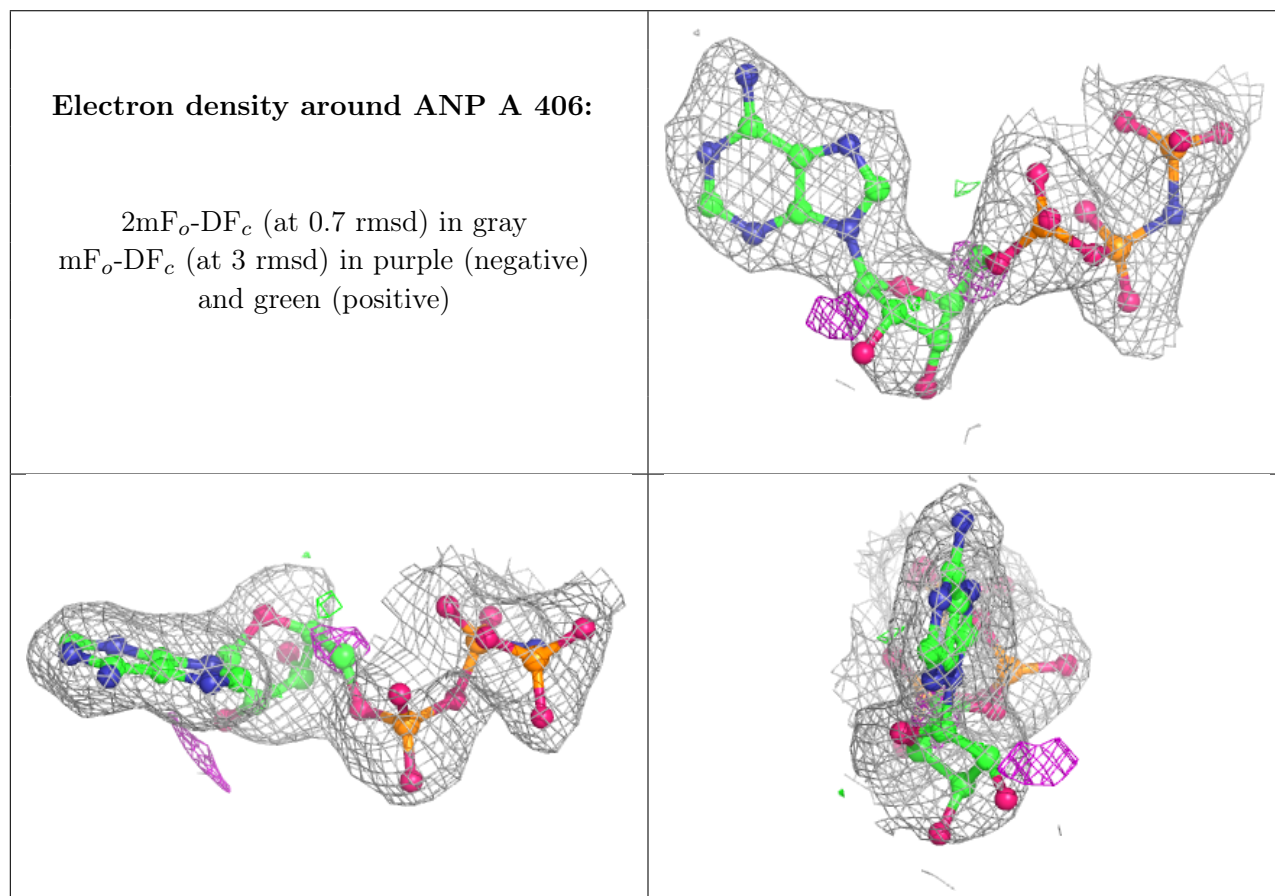 Electron density around ANP A 406:
2mFo-DFc (at 0.7 rmsd) in gray
mFo-DFc (at 3 rmsd) in purple (negative)
and green (positive)